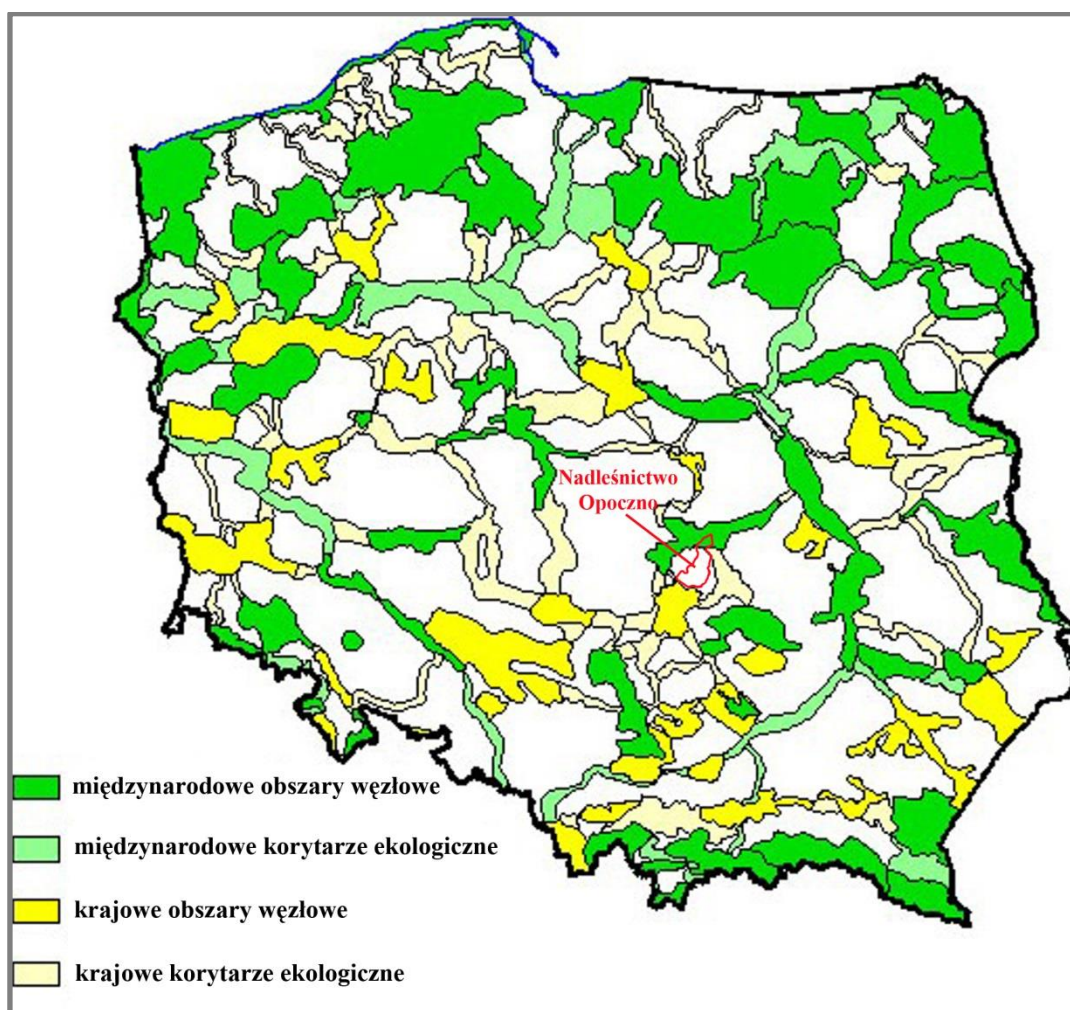 Nadleśnictwo
Opoczno
międzynarodowe obszary węzłowe
międzynarodowe korytarze ekologiczne
krajowe obszary węzłowe
krajowe korytarze ekologiczne